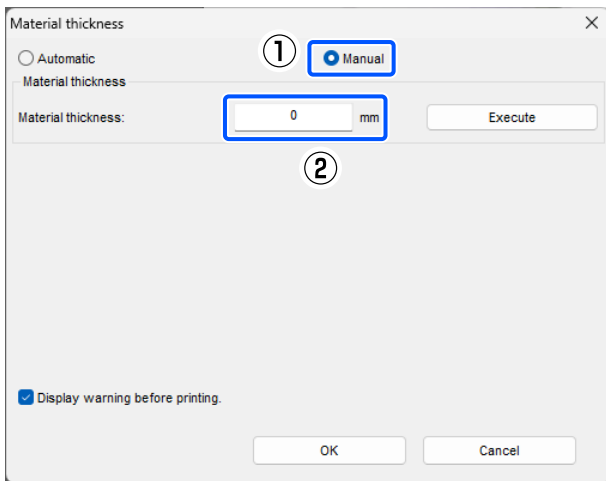 Material thickness
Automatic ① Manual
Material thickness
Material thickness: 0 mm Execute
②
Display warning before printing.
OK Cancel